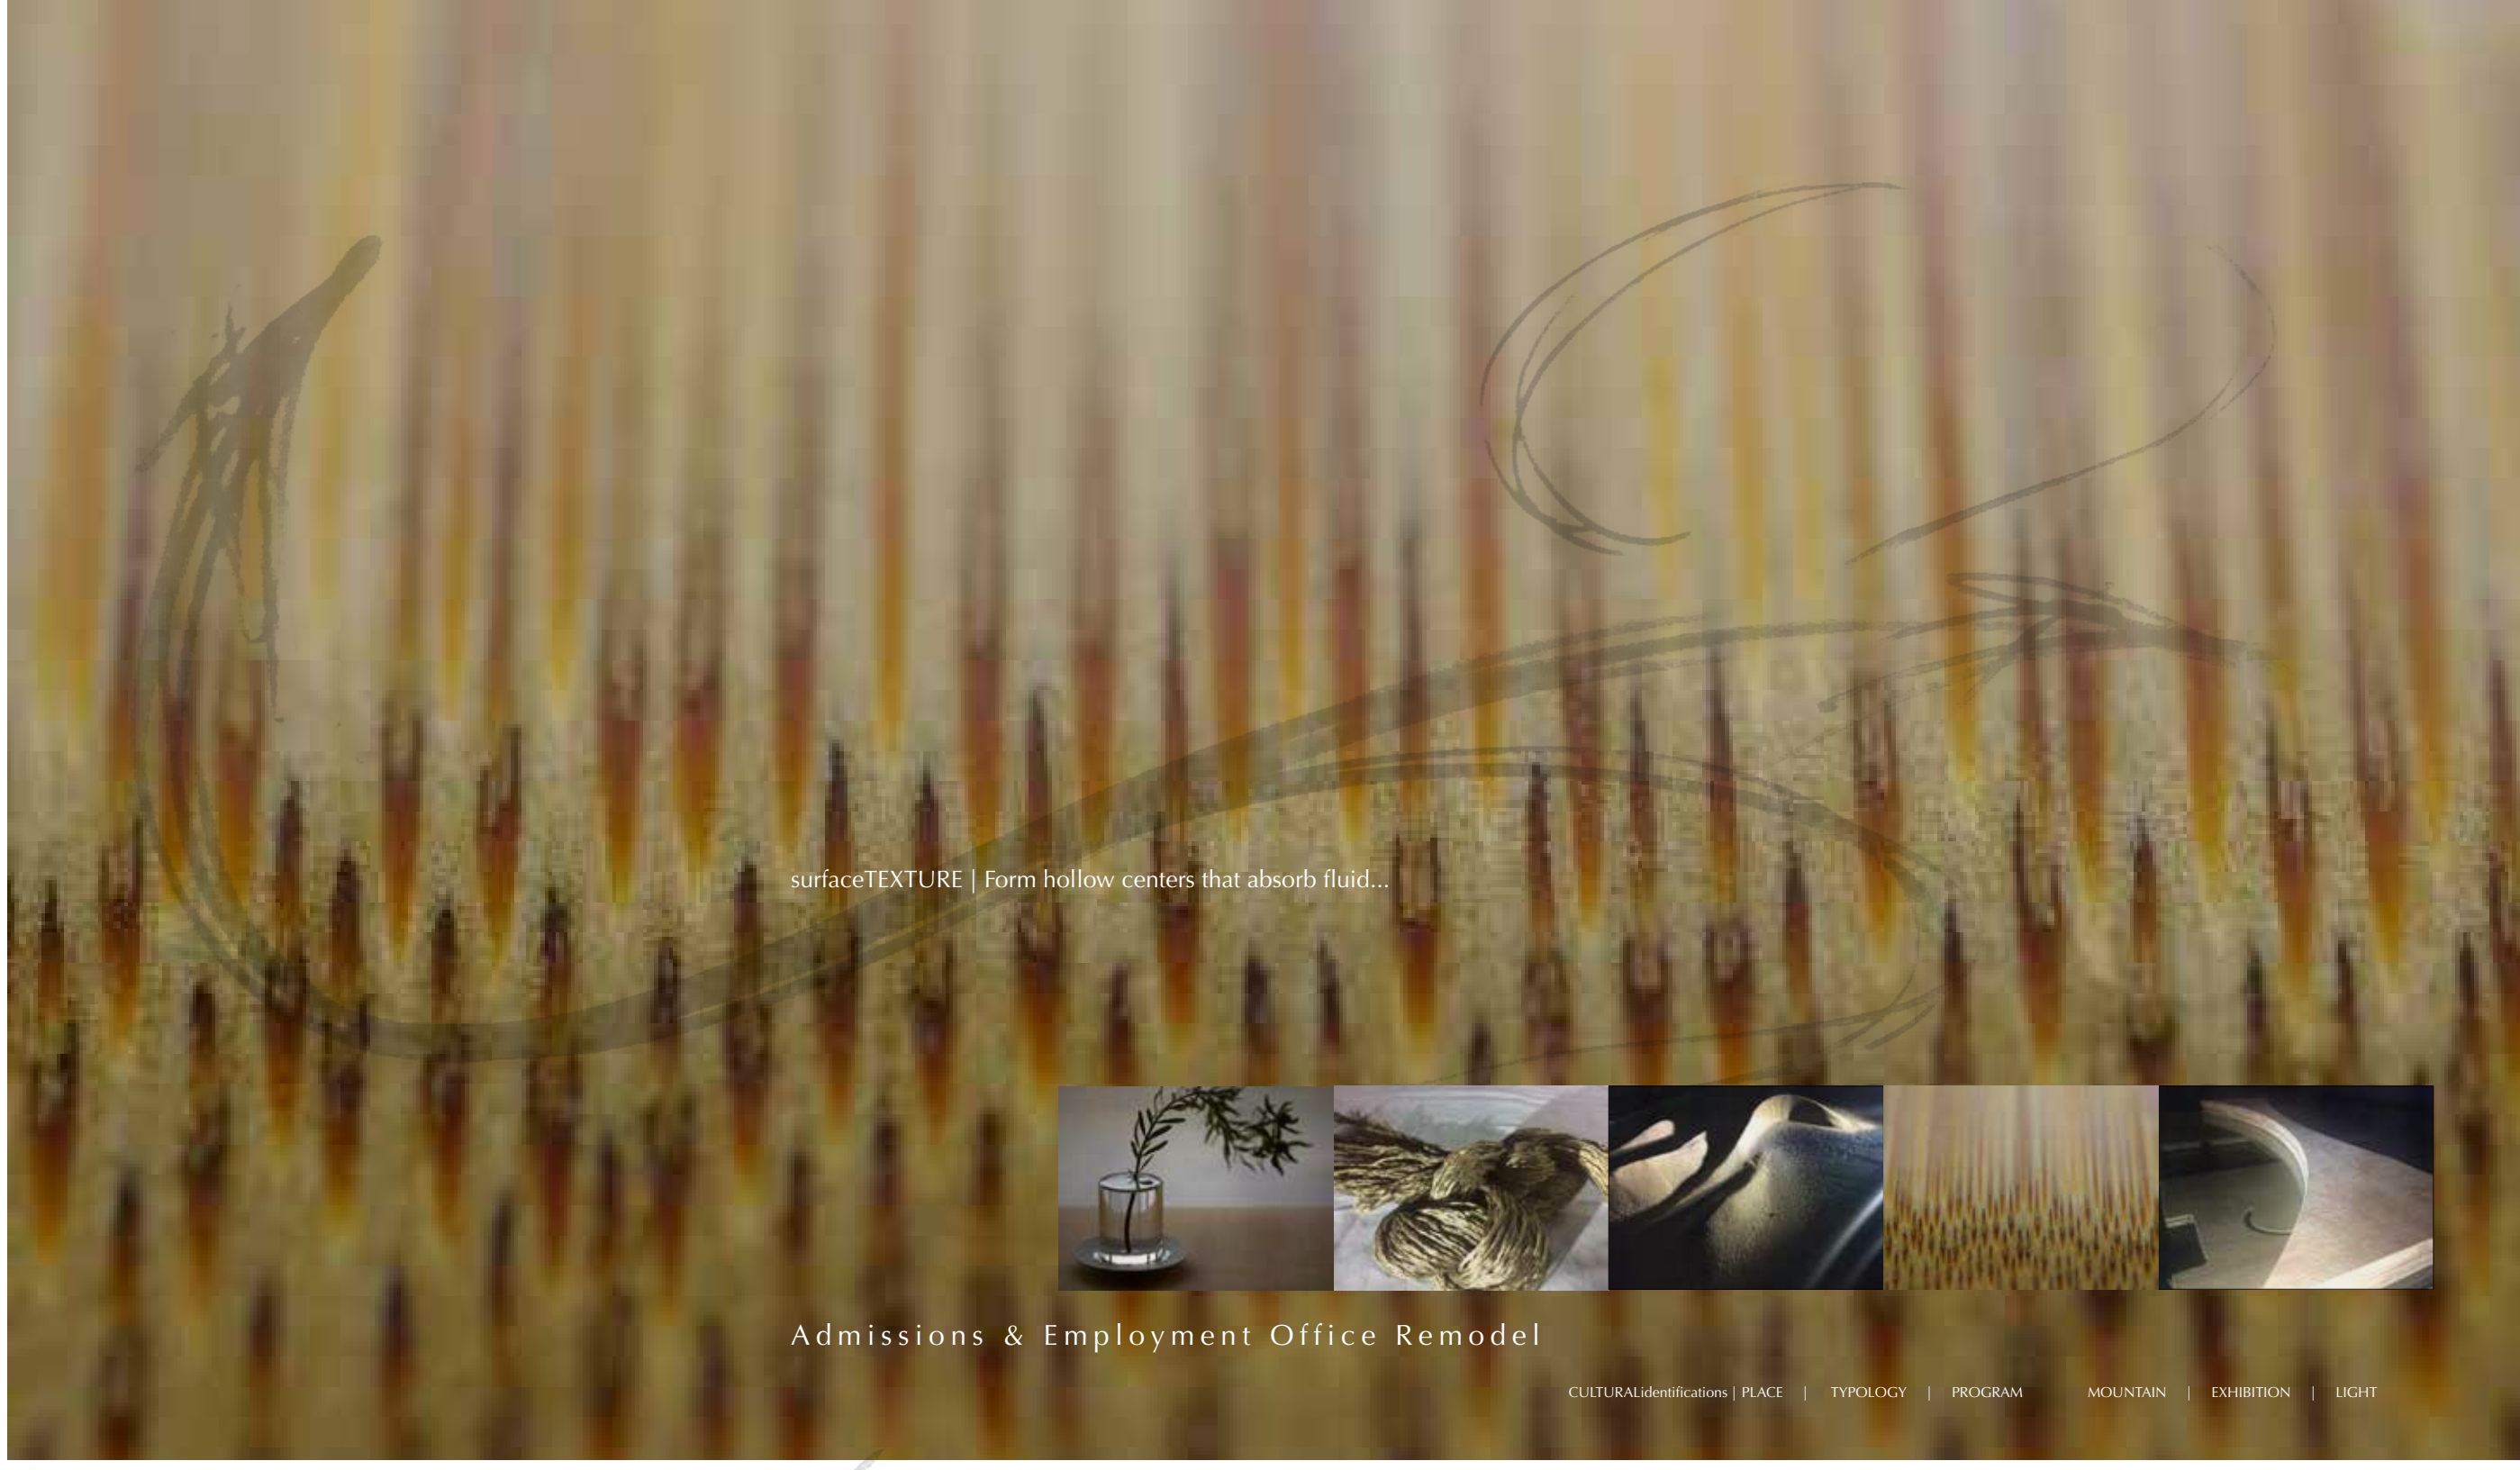 surfaceTEXTURE | Form hollow centers that absorb fluid...
Admissions & Employment Office Remodel
CULTURALidentifications | PLACE | TYPOLOGY | PROGRAM MOUNTAIN | EXHIBITION | LIGHT